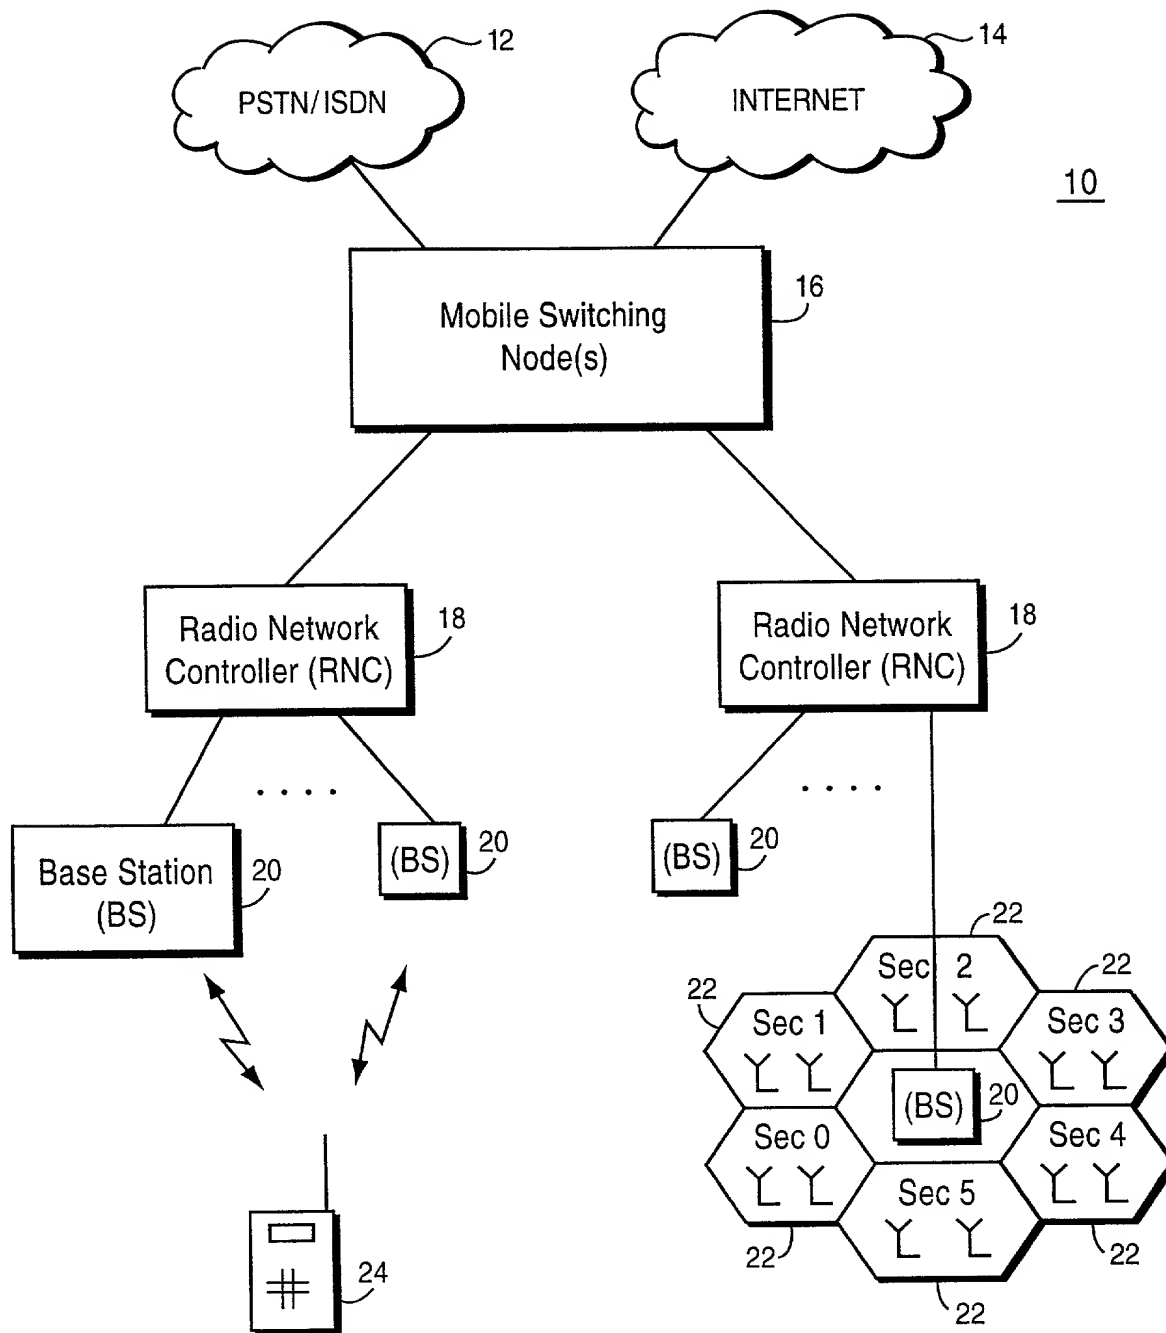 12
14
PSTN/ISDN
INTERNET
10
16
Mobile Switching
Node(s)
18
18
Radio Network
Controller (RNC)
Radio Network
Controller (RNC)
. . . .
. . . .
Base Station
(BS)
20
(BS)
20
(BS)
20
22
Sec 2
22
22
Sec 1
Sec 3
(BS)
20
Sec 0
Sec 4
Sec 5
22
22
22
24